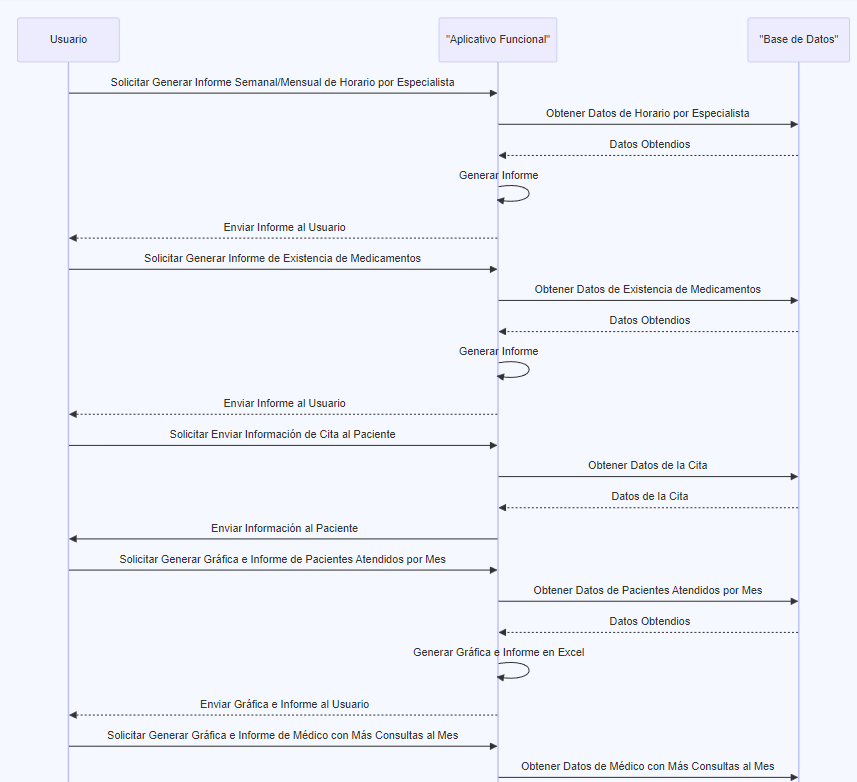 Usuario
"Aplicativo Funcional"
"Base de Datos"
Solicitar Generar Informe Semanal/Mensual de Horario por Especialista
Obtener Datos de Horario por Especialista
Datos Obtendios
Generar Informe
Enviar Informe al Usuario
Solicitar Generar Informe de Existencia de Medicamentos
Obtener Datos de Existencia de Medicamentos
Datos Obtendios
Generar Informe
Enviar Informe al Usuario
Solicitar Enviar Información de Cita al Paciente
Obtener Datos de la Cita
Datos de la Cita
Enviar Información al Paciente
Solicitar Generar Gráfica e Informe de Pacientes Atendidos por Mes
Obtener Datos de Pacientes Atendidos por Mes
Datos Obtendios
Generar Gráfica e Informe en Excel
Enviar Gráfica e Informe al Usuario
Solicitar Generar Gráfica e Informe de Médico con Más Consultas al Mes
Obtener Datos de Médico con Más Consultas al Mes